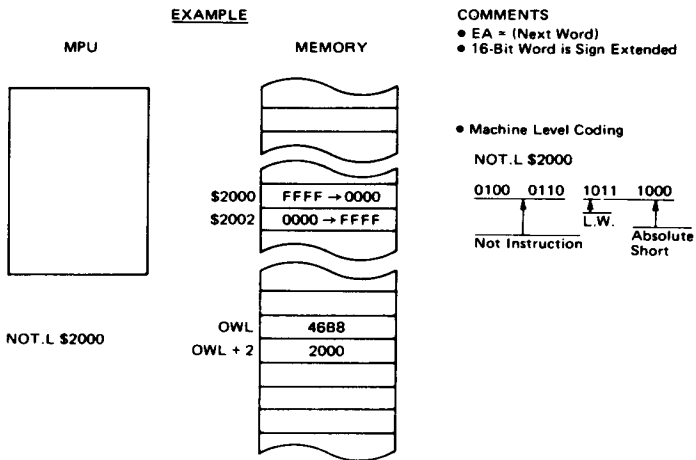 EXAMPLE
MPU
MEMORY
$2000
FFFF → 0000
$2002
0000 → FFFF
OWL
46B8
OWL + 2
2000
NOT.L $2000
COMMENTS
• EA = (Next Word)
• 16-Bit Word is Sign Extended
• Machine Level Coding
NOT.L $2000
0100 0110 1011 1000
Not Instruction
L.W.
Absolute
Short